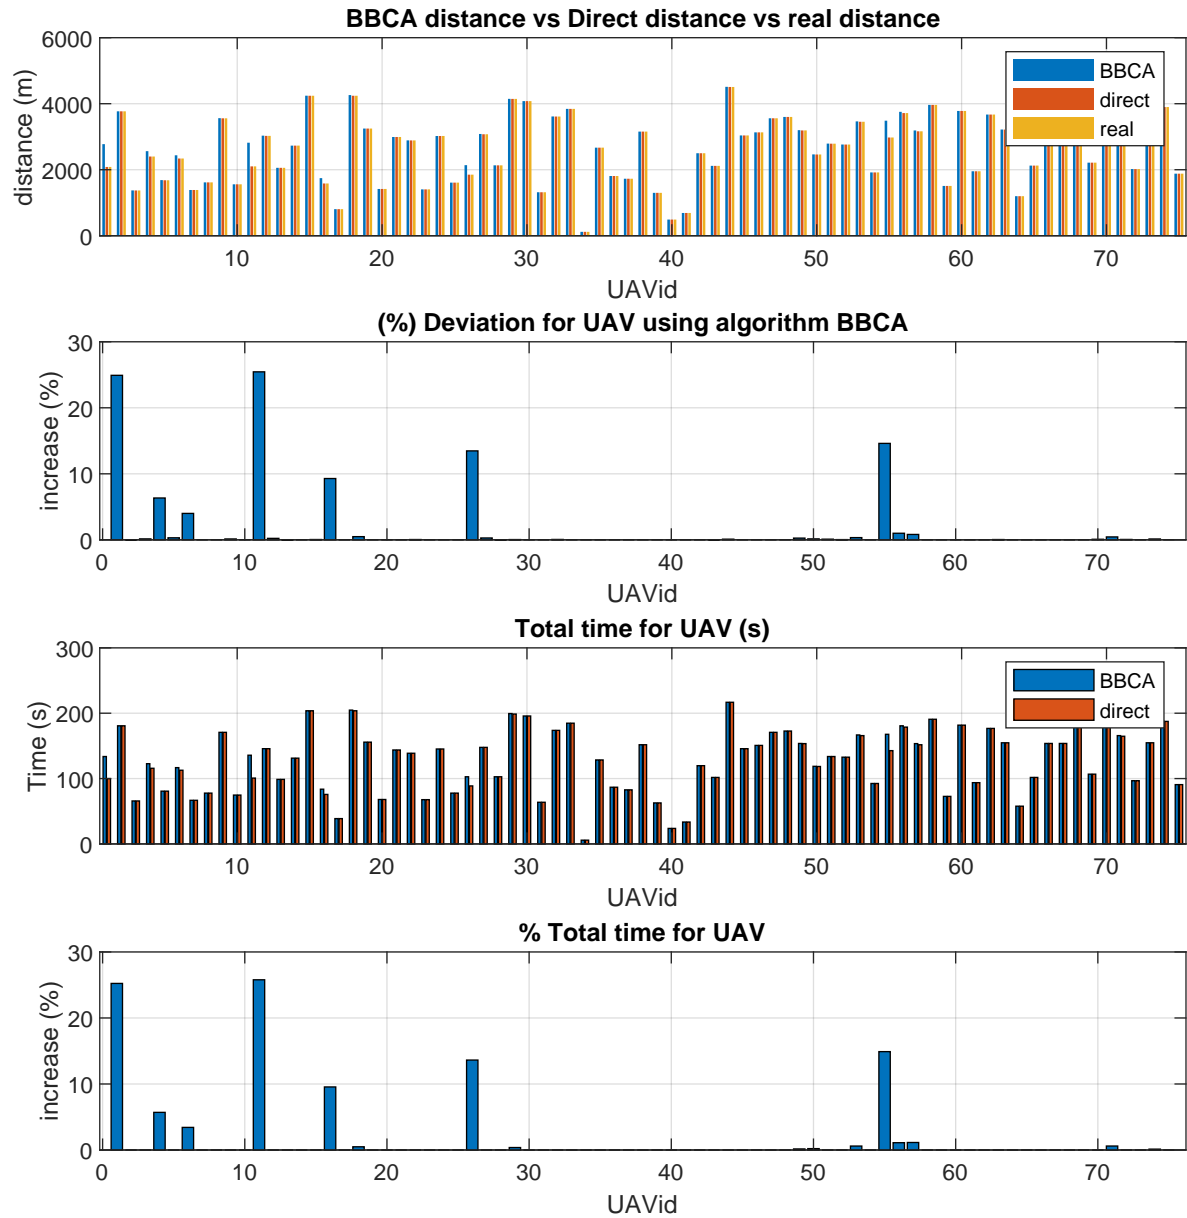 BBCA distance vs Direct distance vs real distance
6000
4000
2000
0
distance (m)
BBCA
direct
real
10 20 30 40 50 60 70
UAVid
(%) Deviation for UAV using algorithm BBCA
30
20
10
0
increase (%)
0 10 20 30 40 50 60 70
UAVid
Total time for UAV (s)
300
200
100
0
Time (s)
BBCA
direct
10 20 30 40 50 60 70
UAVid
% Total time for UAV
30
20
10
0
increase (%)
0 10 20 30 40 50 60 70
UAVid